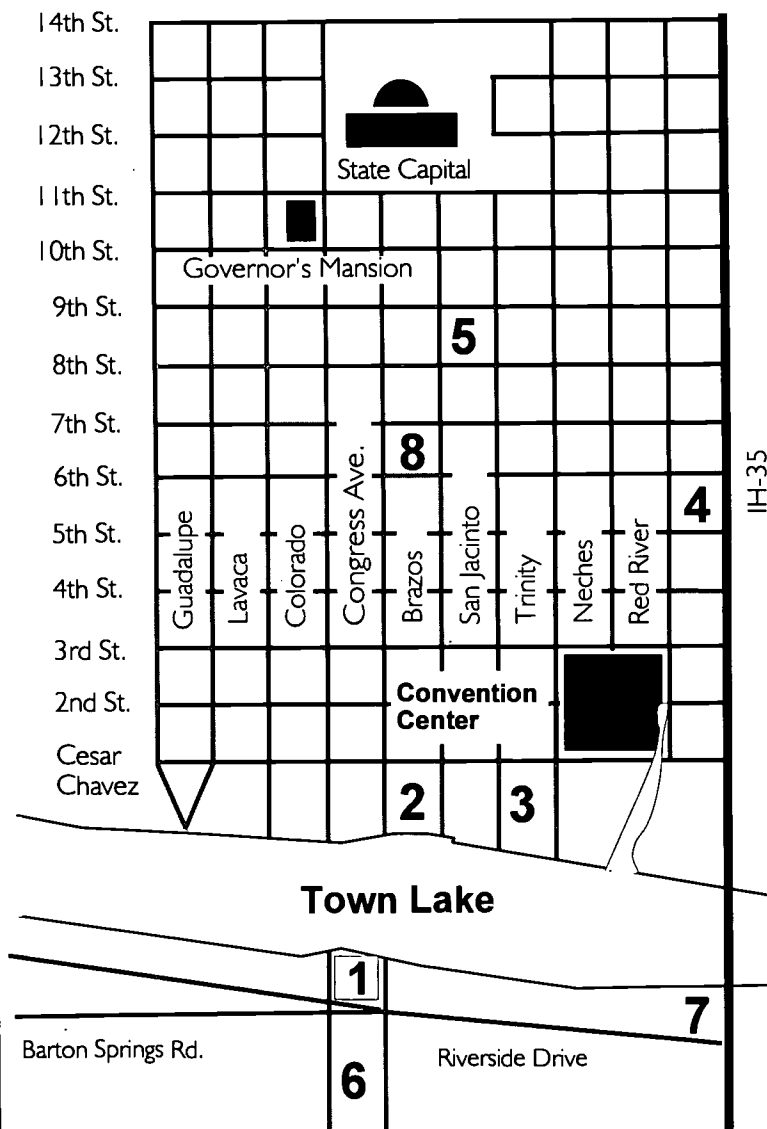 14th St.
13th St.
12th St.
State Capital
11th St.
10th St.
Governor's Mansion
9th St.
5
8th St.
7th St.
8
6th St.
4
IH-35
5th St.
4th St.
Guadalupe
Lavaca
Colorado
Congress Ave.
Brazos
San Jacinto
Trinity
Neches
Red River
3rd St.
2nd St.
Convention
Center
Cesar
Chavez
2
3
Town Lake
1
7
Barton Springs Rd.
Riverside Drive
6